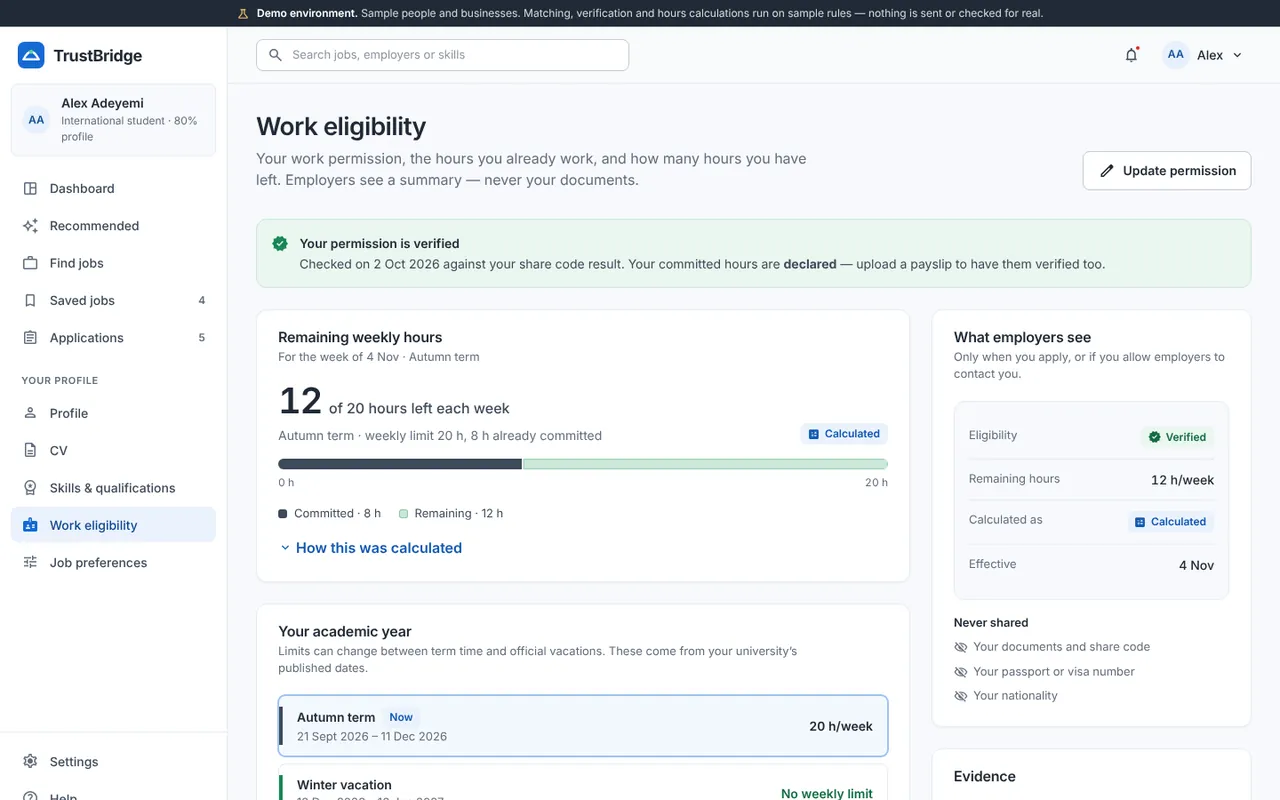 Demo environment. Sample people and businesses. Matching, verification and hours calculations run on sample rules — nothing is sent or checked for real.
TrustBridge
Search jobs, employers or skills
AA
Alex
AA
Alex Adeyemi
International student · 80%
profile
Dashboard
Recommended
Find jobs
Saved jobs 4
Applications 5
YOUR PROFILE
Profile
CV
Skills & qualifications
Work eligibility
Job preferences
Settings
Help
Work eligibility
Your work permission, the hours you already work, and how many hours you have
left. Employers see a summary — never your documents.
Update permission
Your permission is verified
Checked on 2 Oct 2026 against your share code result. Your committed hours are declared — upload a payslip to have them verified too.
Remaining weekly hours
For the week of 4 Nov · Autumn term
12 of 20 hours left each week
Autumn term · weekly limit 20 h, 8 h already committed
Calculated
0 h 20 h
Committed · 8 h Remaining · 12 h
How this was calculated
Your academic year
Limits can change between term time and official vacations. These come from your university’s
published dates.
Autumn term Now
21 Sept 2026 – 11 Dec 2026
20 h/week
Winter vacation
No weekly limit
What employers see
Only when you apply, or if you allow employers to
contact you.
Eligibility Verified
Remaining hours 12 h/week
Calculated as Calculated
Effective 4 Nov
Never shared
Your documents and share code
Your passport or visa number
Your nationality
Evidence